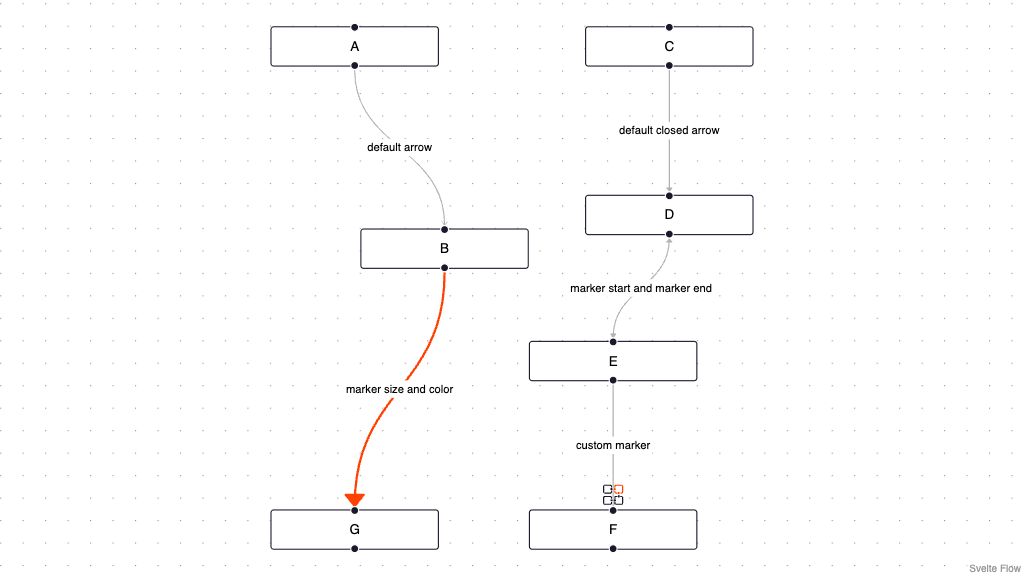 A
C
default closed arrow
default arrow
D
B
marker start and marker end
E
marker size and color
custom marker
G
F
Svelte Flow